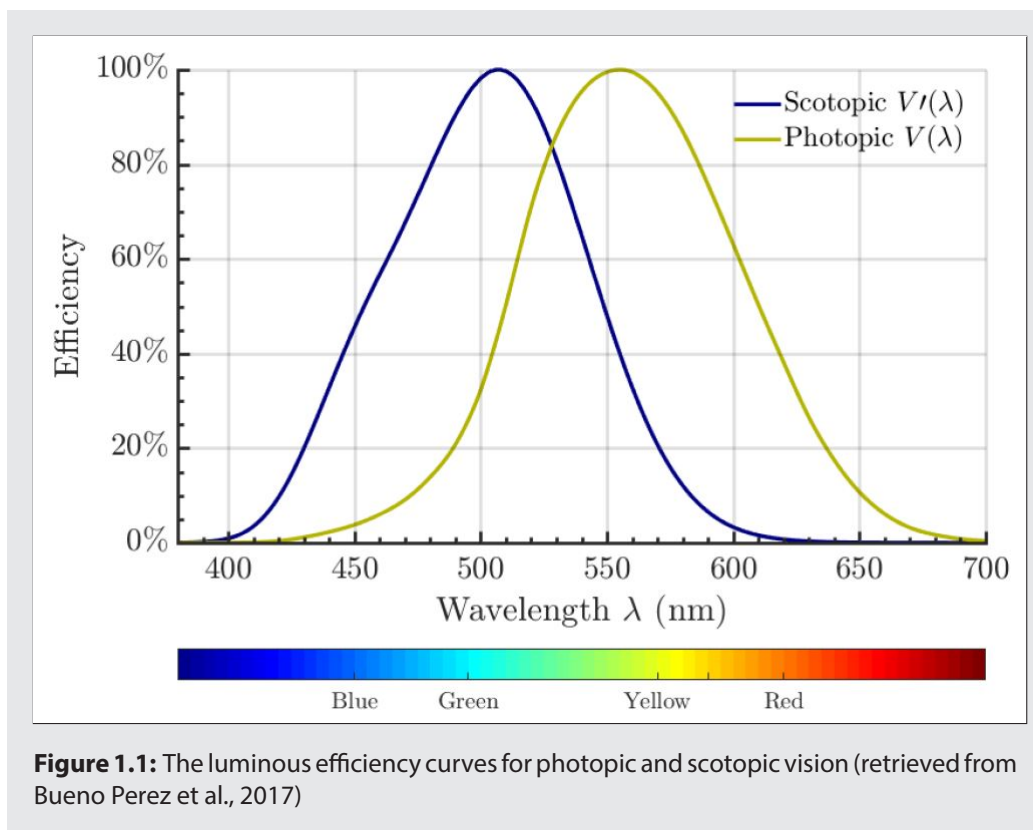 100%
80%
60%
40%
20%
0%
Efficiency
Scotopic V′(λ)
Photopic V(λ)
400 450 500 550 600 650 700
Wavelength λ (nm)
Blue Green Yellow Red
Figure 1.1: The luminous efficiency curves for photopic and scotopic vision (retrieved from
Bueno Perez et al., 2017)